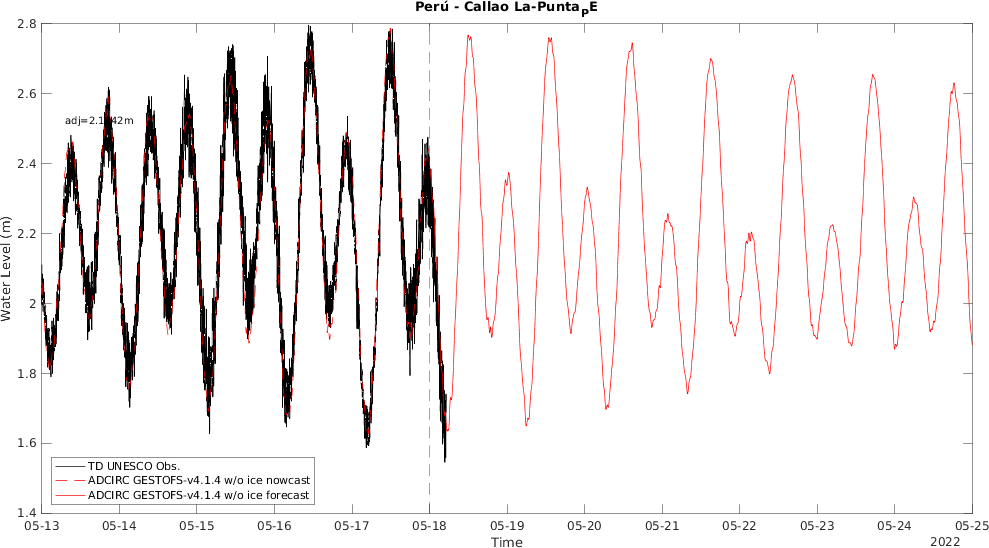 Perú - Callao La-PuntaPE
2.8
2.6
2.4
2.2
2
1.8
1.6
1.4
Water Level (m)
TD UNESCO Obs.
ADCIRC GESTOFS-v4.1.4 w/o ice nowcast
ADCIRC GESTOFS-v4.1.4 w/o ice forecast
05-13 05-14 05-15 05-16 05-17 05-18 05-19 05-20 05-21 05-22 05-23 05-24 05-25
Time
2022